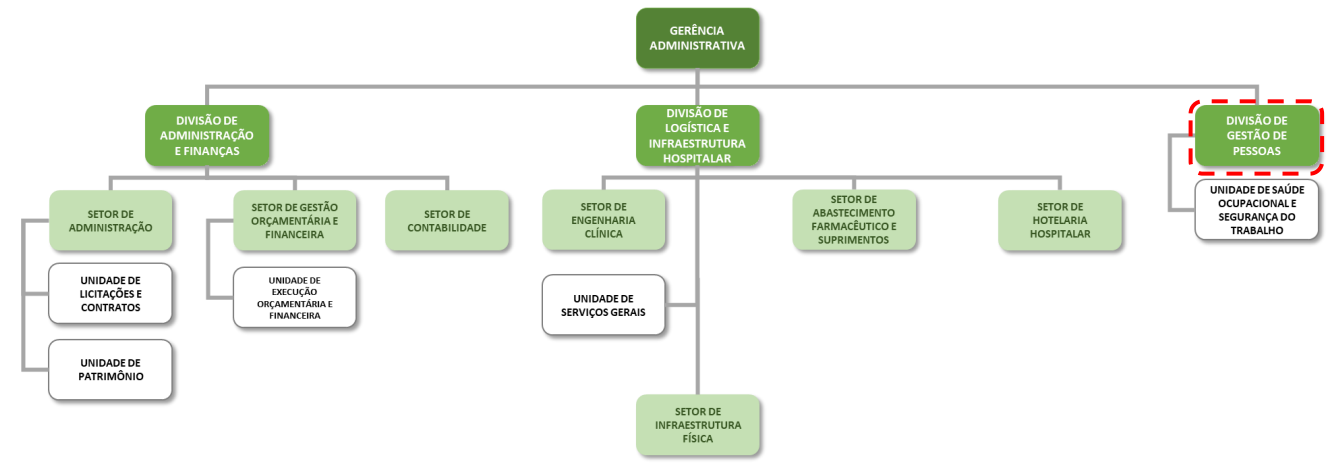 GERÊNCIA
ADMINISTRATIVA
DIVISÃO DE
ADMINISTRAÇÃO
E FINANÇAS
DIVISÃO DE
LOGÍSTICA E
INFRAESTRUTURA
HOSPITALAR
DIVISÃO DE
GESTÃO DE
PESSOAS
SETOR DE
ADMINISTRAÇÃO
SETOR DE GESTÃO
ORÇAMENTÁRIA E
FINANCEIRA
SETOR DE
CONTABILIDADE
SETOR DE
ENGENHARIA
CLÍNICA
SETOR DE
ABASTECIMENTO
FARMACÊUTICO E
SUPRIMENTOS
SETOR DE
HOTELARIA
HOSPITALAR
UNIDADE DE SAÚDE
OCUPACIONAL E
SEGURANÇA DO
TRABALHO
UNIDADE DE
LICITAÇÕES E
CONTRATOS
UNIDADE DE
EXECUÇÃO
ORÇAMENTÁRIA E
FINANCEIRA
UNIDADE DE
SERVIÇOS GERAIS
UNIDADE DE
PATRIMÔNIO
SETOR DE
INFRAESTRUTURA
FÍSICA